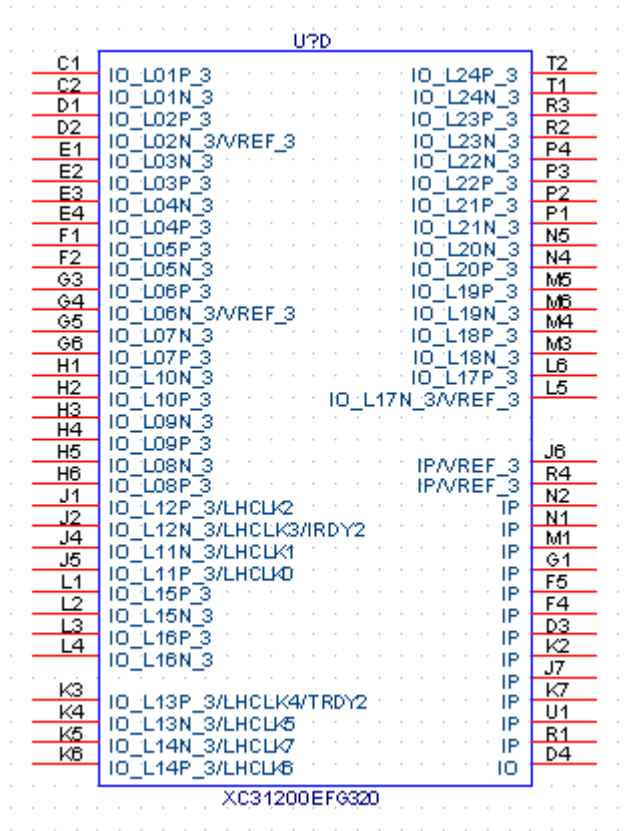 U?D
C1 IO_L01P_3 IO_L24P_3 T2
C2 IO_L01N_3 IO_L24N_3 T1
D1 IO_L02P_3 IO_L23P_3 R3
D2 IO_L02N_3/VREF_3 IO_L23N_3 R2
E1 IO_L03N_3 IO_L22N_3 P4
E2 IO_L03P_3 IO_L22P_3 P3
E3 IO_L04N_3 IO_L21P_3 P2
E4 IO_L04P_3 IO_L21N_3 P1
F1 IO_L05P_3 IO_L20N_3 N5
F2 IO_L05N_3 IO_L20P_3 N4
G3 IO_L06P_3 IO_L19P_3 M5
G4 IO_L06N_3/VREF_3 IO_L19N_3 M6
G5 IO_L07N_3 IO_L18P_3 M4
G6 IO_L07P_3 IO_L18N_3 M3
H1 IO_L10N_3 IO_L17P_3 L6
H2 IO_L10P_3 IO_L17N_3/VREF_3 L5
H3 IO_L09N_3
H4 IO_L09P_3
H5 IO_L08N_3 IP/VREF_3 J6
H6 IO_L08P_3 IP/VREF_3 R4
J1 IO_L12P_3/LHCLK2 IP N2
J2 IO_L12N_3/LHCLK3/IRDY2 IP N1
J4 IO_L11N_3/LHCLK1 IP M1
J5 IO_L11P_3/LHCLK0 IP G1
L1 IO_L15P_3 IP F5
L2 IO_L15N_3 IP F4
L3 IO_L16P_3 IP D3
L4 IO_L16N_3 IP K2
IP J7
K3 IO_L13P_3/LHCLK4/TRDY2 IP K7
K4 IO_L13N_3/LHCLK5 IP U1
K5 IO_L14N_3/LHCLK7 IP R1
K6 IO_L14P_3/LHCLK6 IO D4
XC31200EFG320